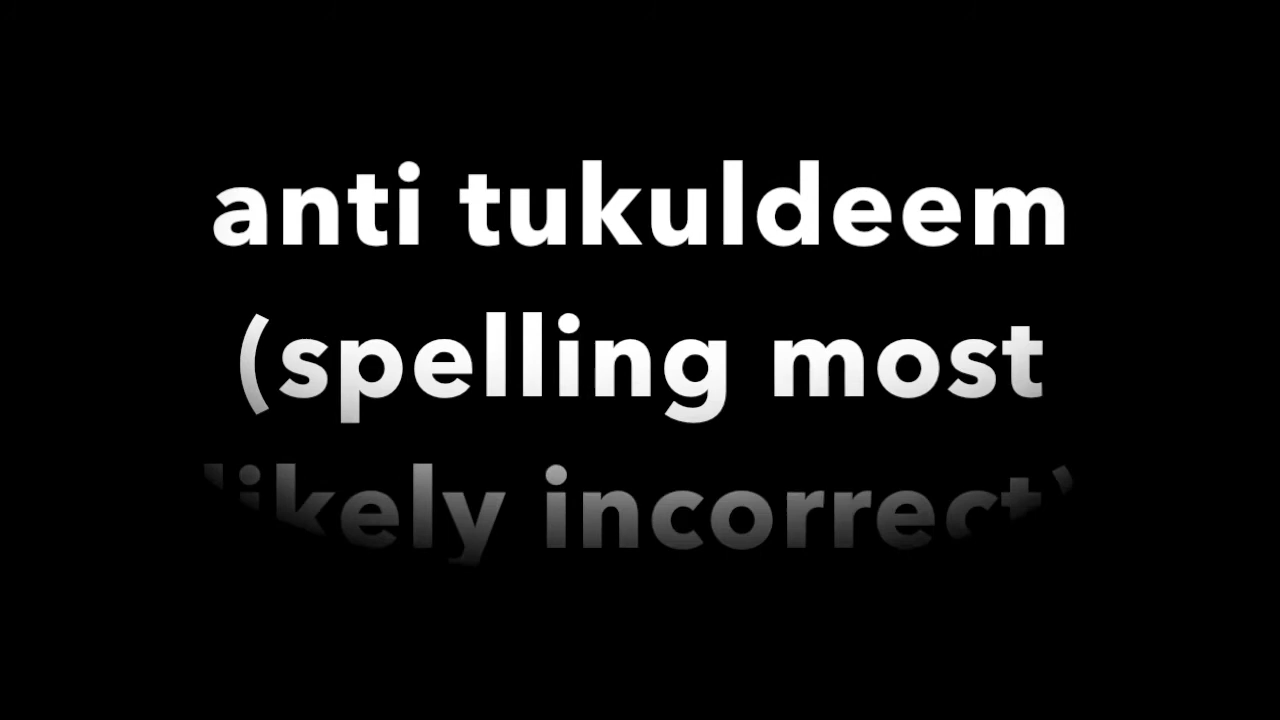 anti tukuldeem
(spelling most
likely incorrect)